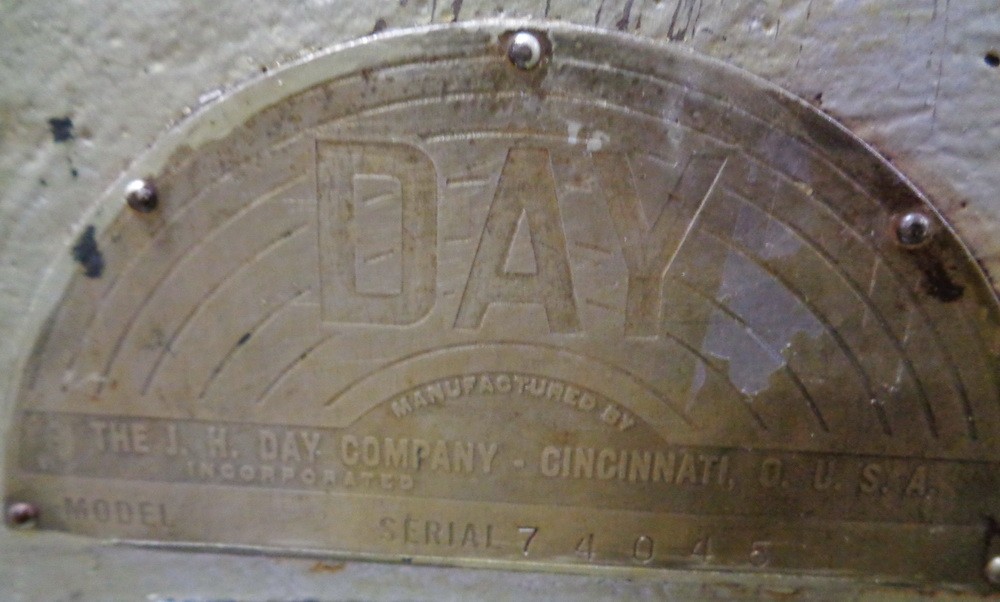 DAY
MANUFACTURED BY
THE J. H. DAY COMPANY - CINCINNATI, O. U. S. A.
INCORPORATED
MODEL SERIAL 74045